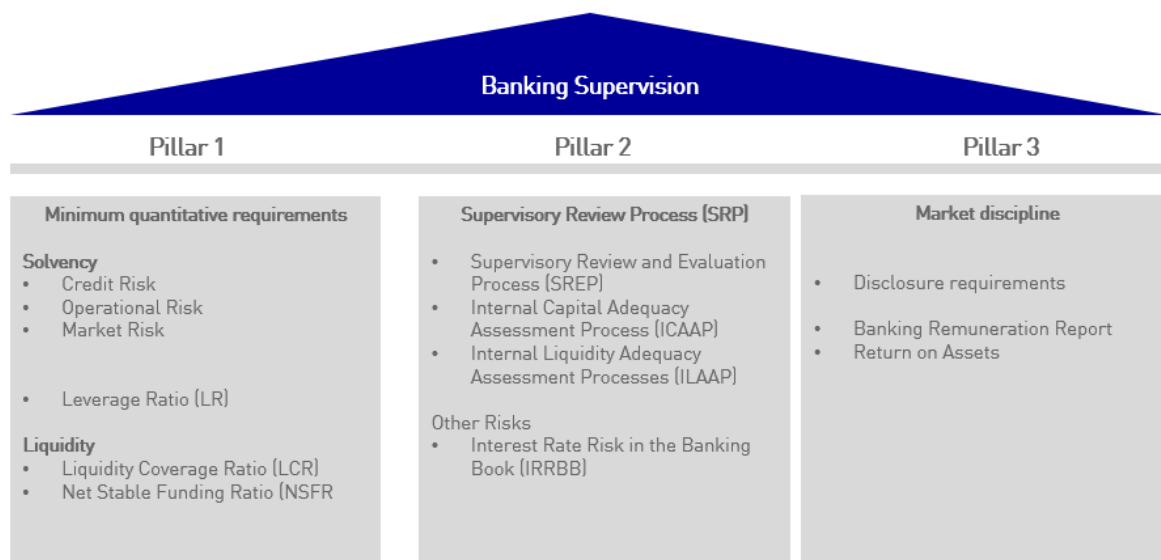 Banking Supervision
Pillar 1
Pillar 2
Pillar 3
Minimum quantitative requirements
Solvency
• Credit Risk
• Operational Risk
• Market Risk
• Leverage Ratio (LR)
Liquidity
• Liquidity Coverage Ratio (LCR)
• Net Stable Funding Ratio (NSFR
Supervisory Review Process (SRP)
• Supervisory Review and Evaluation
Process (SREP)
• Internal Capital Adequacy
Assessment Process (ICAAP)
• Internal Liquidity Adequacy
Assessment Processes (ILAAP)
Other Risks
• Interest Rate Risk in the Banking
Book (IRRBB)
Market discipline
• Disclosure requirements
• Banking Remuneration Report
• Return on Assets